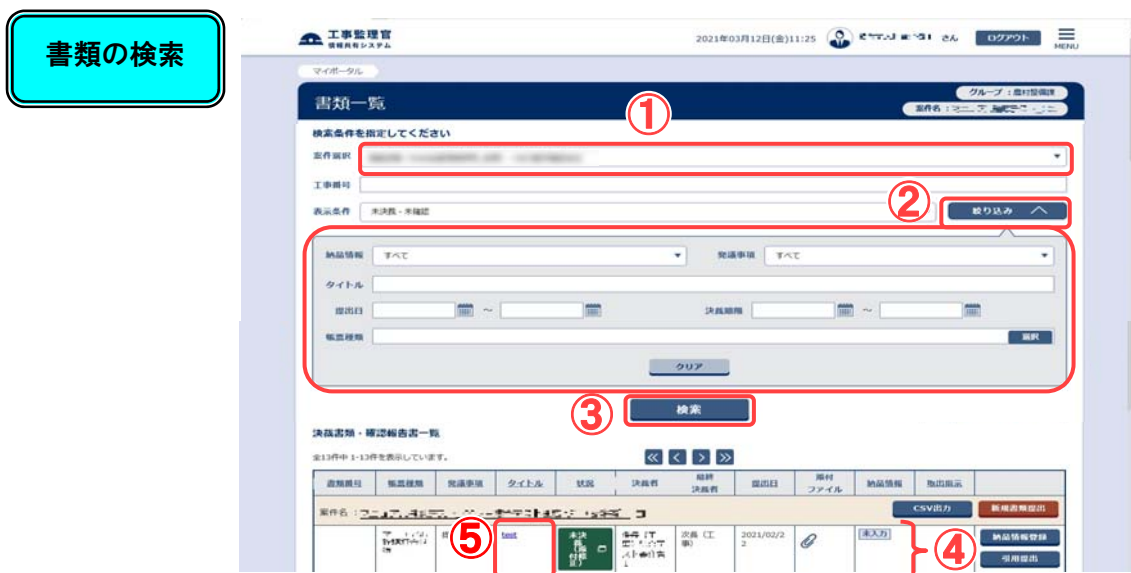 書類の検索
工事監理官
情報共有システム
2021年03月12日(金)11:25
さん
ログアウト
MENU
マイポータル
書類一覧
グループ：農村整備課
案件名：
①
検索条件を指定してください
案件選択
工事番号
②
表示条件 未決裁・未確認
絞り込み
納品情報 すべて
発議事項 すべて
タイトル
提出日 ～
決裁期限 ～
帳票種類
選択
クリア
③
検索
決裁書類・確認報告書一覧
全13件中 1-13件を表示しています。
書類番号 帳票種類 発議事項 タイトル 状況 決裁者 最終決裁者 提出日 添付ファイル 納品情報 取出指示
案件名：
CSV出力
新規書類提出
⑤
test
次長（工事）
2021/02/22
未入力
④
納品情報登録
引用提出